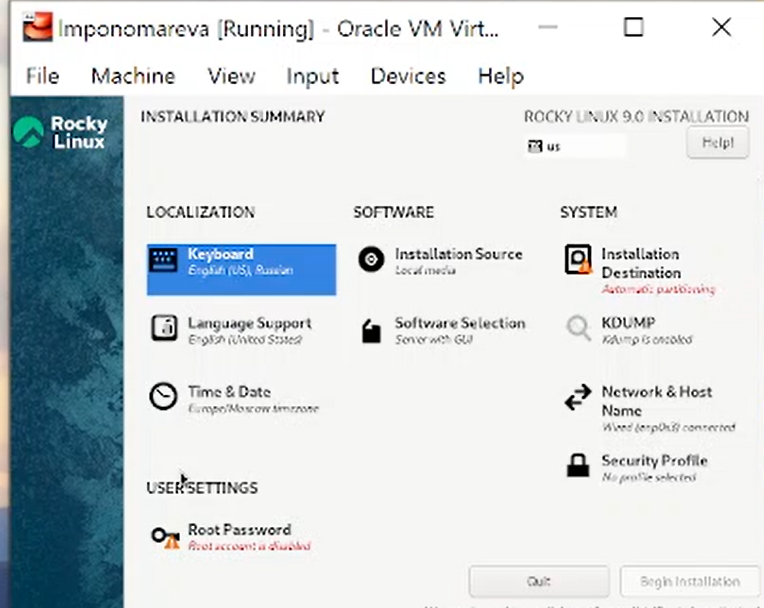 Imponomareva [Running] - Oracle VM Virt...
File Machine View Input Devices Help
Rocky Linux
INSTALLATION SUMMARY
ROCKY LINUX 9.0 INSTALLATION
us
Help!
LOCALIZATION
Keyboard
English (US), Russian
Language Support
English (United States)
Time & Date
Europe/Moscow timezone
SOFTWARE
Installation Source
Local media
Software Selection
Server with GUI
SYSTEM
Installation
Destination
Automatic partitioning
KDUMP
Kdump is enabled
Network & Host
Name
Wired (enp0s3) connected
Security Profile
No profile selected
USER SETTINGS
Root Password
Root account is disabled
Quit
Begin Installation